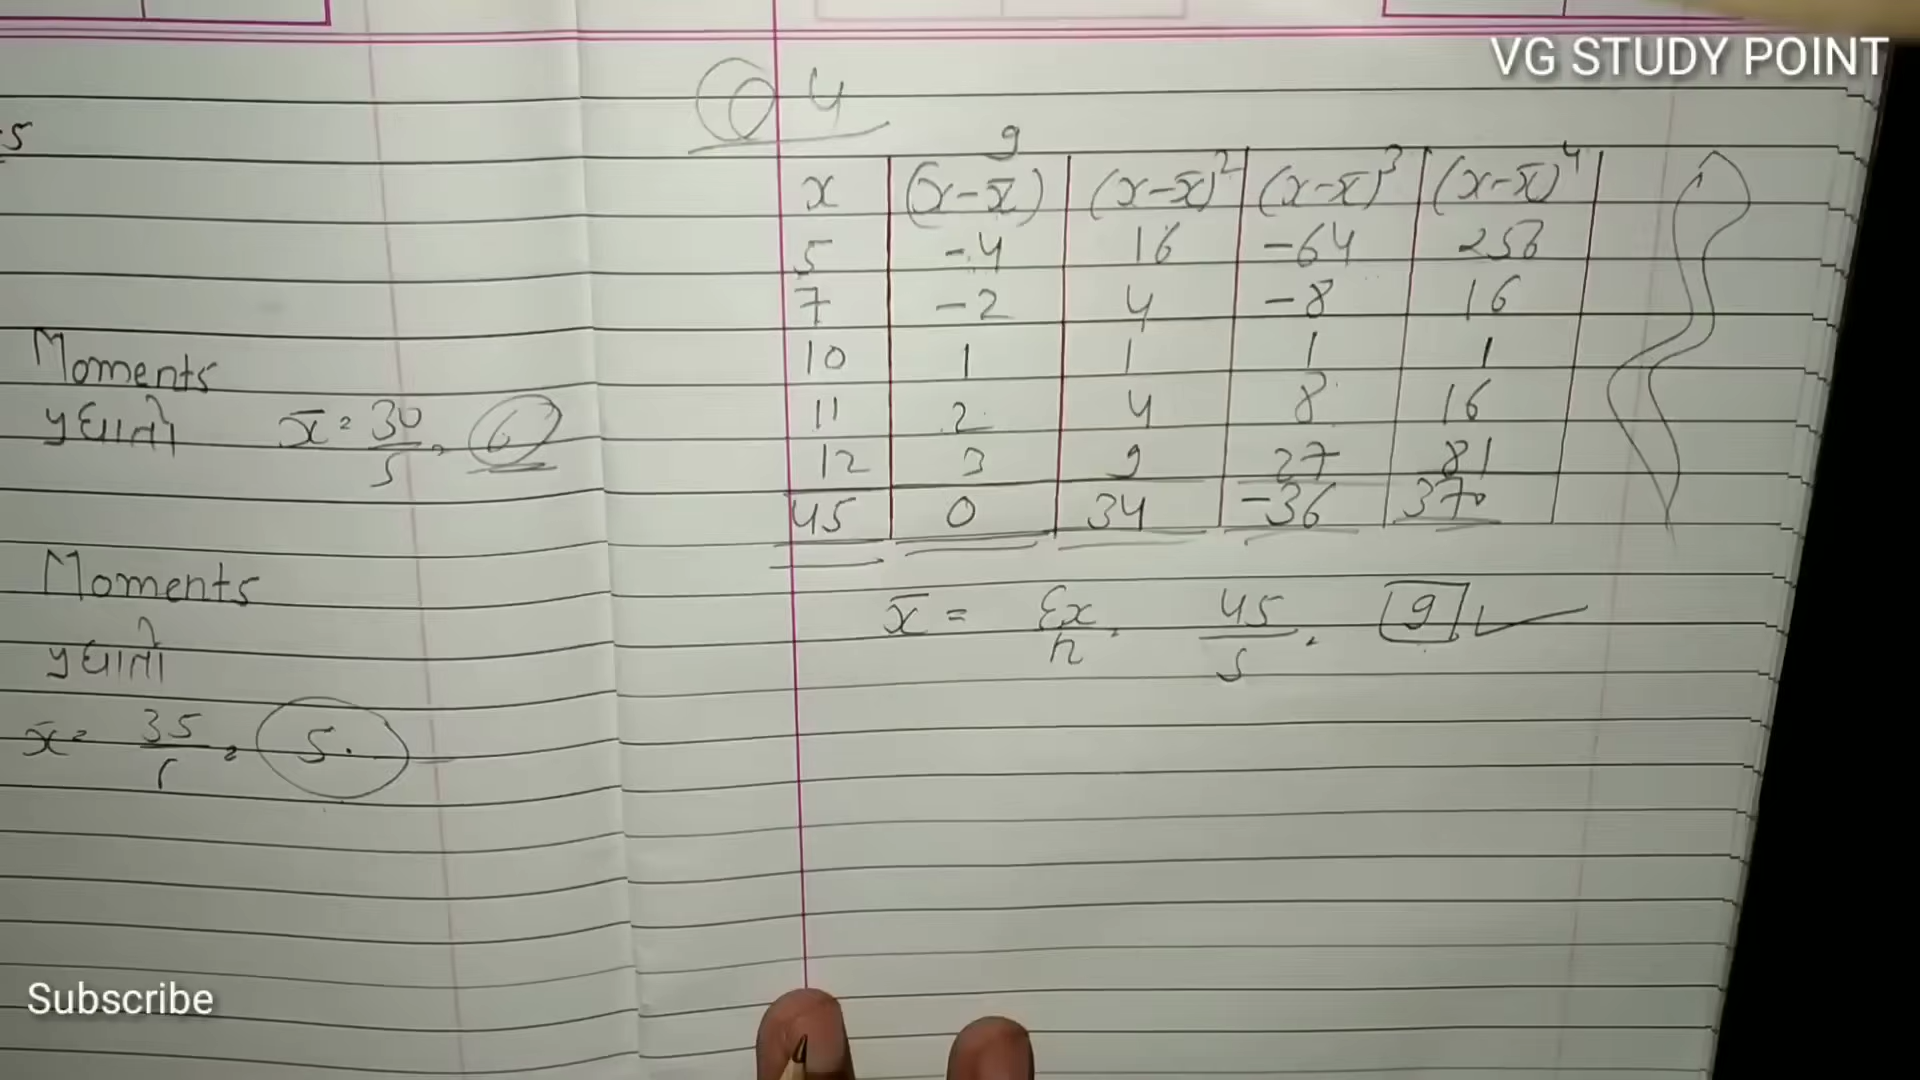 VG STUDY POINT
5
Q 4
9
x (x-x̄) (x-x̄)² (x-x̄)³ (x-x̄)⁴
5 -4 16 -64 256
7 -2 4 -8 16
10 1 1 1 1
11 2 4 8 16
12 3 9 27 81
45 0 34 -36 370
x̄ = Σx/n = 45/5 = 9
Moments
પ્રઘાતો x̄ = 30/5 = 6
Moments
પ્રઘાતો
x̄ = 35/ = 5.
Subscribe